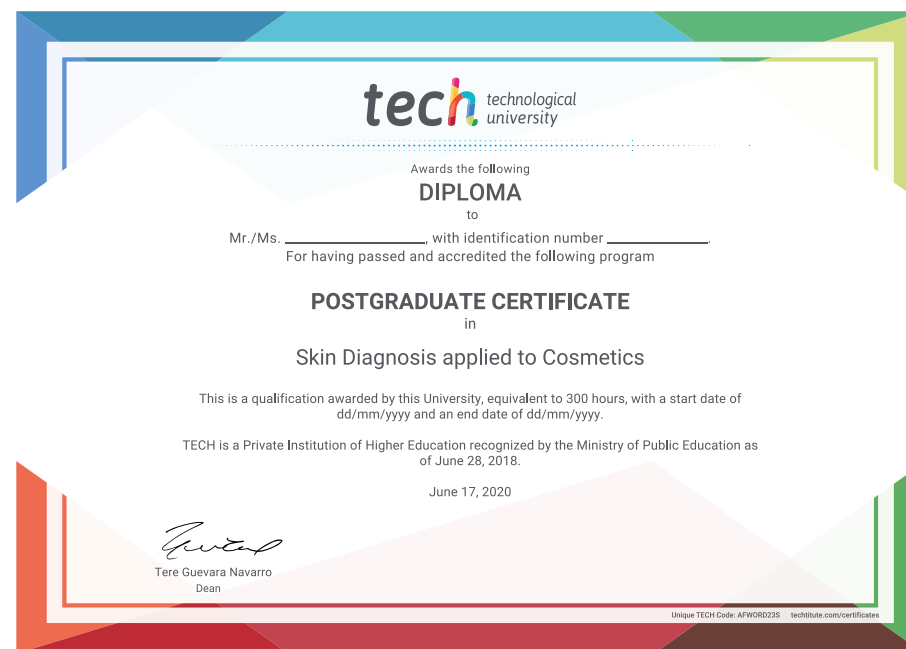 tech technological
university
Awards the following
DIPLOMA
to
Mr./Ms. ____________________, with identification number ______________.
For having passed and accredited the following program
POSTGRADUATE CERTIFICATE
in
Skin Diagnosis applied to Cosmetics
This is a qualification awarded by this University, equivalent to 300 hours, with a start date of
dd/mm/yyyy and an end date of dd/mm/yyyy.
TECH is a Private Institution of Higher Education recognized by the Ministry of Public Education as
of June 28, 2018.
June 17, 2020
Tere Guevara Navarro
Dean
Unique TECH Code: AFWORD23S techtitute.com/certificates